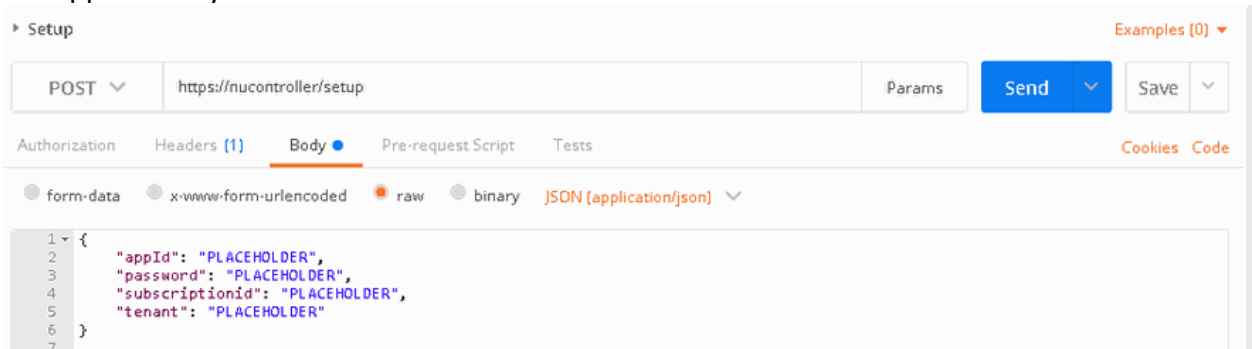 Setup
Examples (0)
POST https://nucontroller/setup Params Send Save
Authorization Headers (1) Body Pre-request Script Tests Cookies Code
form-data x-www-form-urlencoded raw binary JSON (application/json)
1 {
2 "appId": "PLACEHOLDER",
3 "password": "PLACEHOLDER",
4 "subscriptionid": "PLACEHOLDER",
5 "tenant": "PLACEHOLDER"
6 }
7